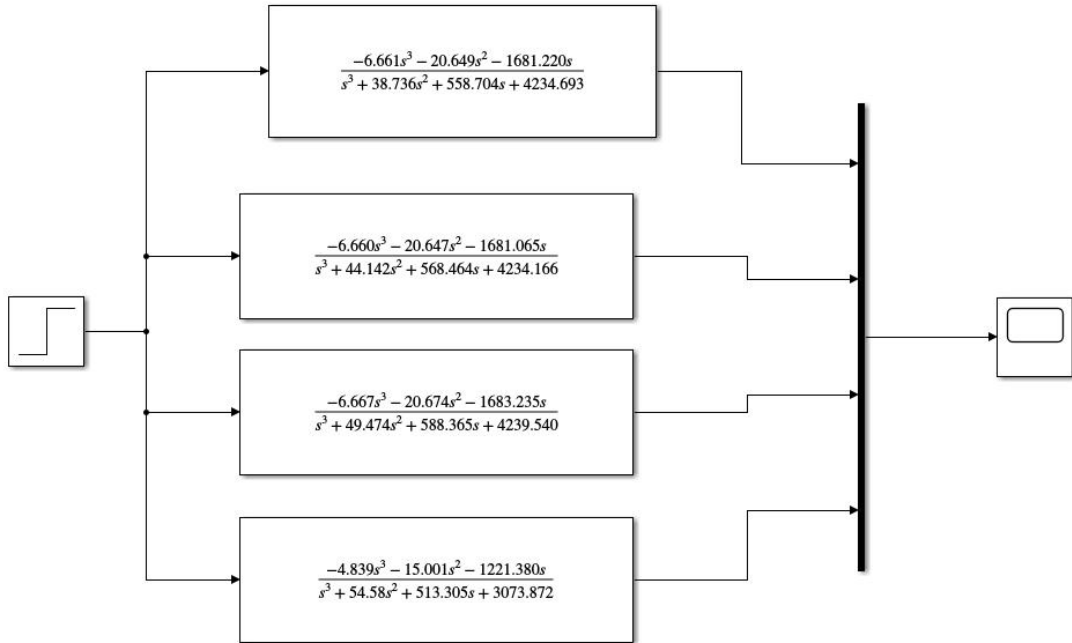 -6.661s³ - 20.649s² - 1681.220s
s³ + 38.736s² + 558.704s + 4234.693
-6.660s³ - 20.647s² - 1681.065s
s³ + 44.142s² + 568.464s + 4234.166
-6.667s³ - 20.674s² - 1683.235s
s³ + 49.474s² + 588.365s + 4239.540
-4.839s³ - 15.001s² - 1221.380s
s³ + 54.58s² + 513.305s + 3073.872